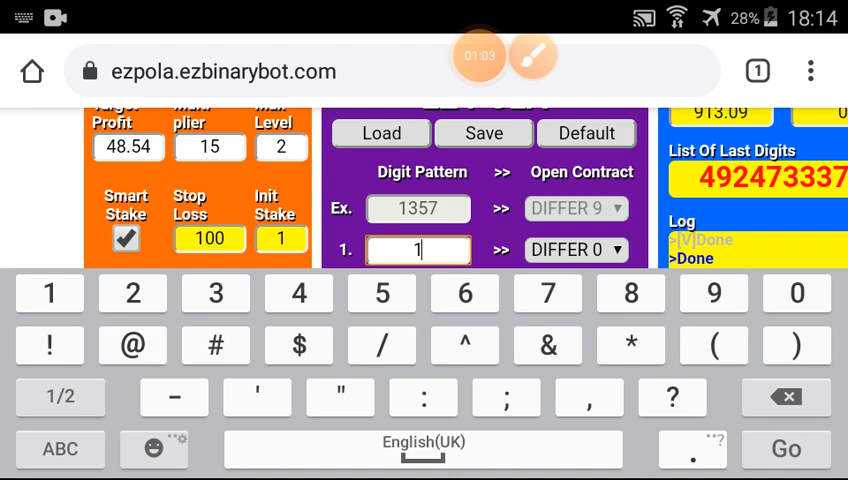 28% 18:14
01:03
ezpola.ezbinarybot.com
1
Profit
plier
Level
48.54
15
2
Smart
Stake
Stop
Loss
Init
Stake
100
1
Load
Save
Default
Digit Pattern >> Open Contract
Ex. 1357 >> DIFFER 9 ▼
1. 1 >> DIFFER 0 ▼
913.09
0
List Of Last Digits
492473337
Log
>[V]Done
>Done
1 2 3 4 5 6 7 8 9 0
! @ # $ / ^ & * ( )
1/2 - ' " : ; , ?
ABC English(UK) . ,,? Go